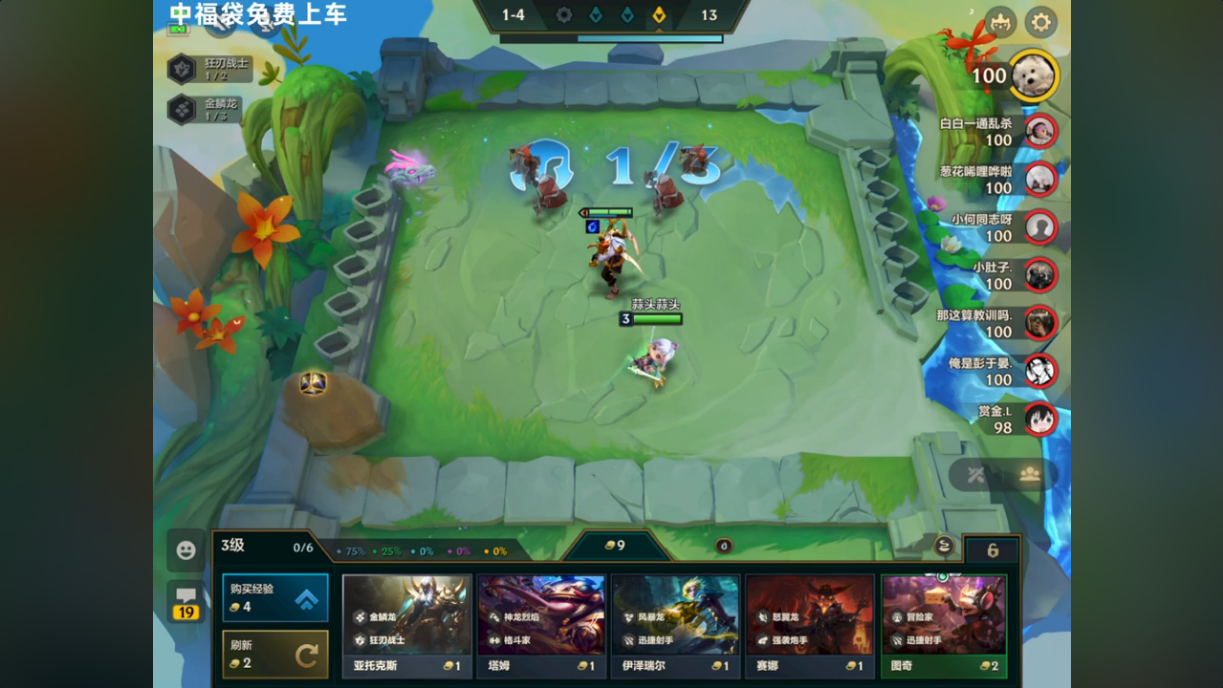 中福袋免费上车
1-4
13
狂刃战士
1/2
金鳞龙
1/3
1/3
100
白白一通乱杀
100
葱花唏哩哗啦
100
小何同志呀
100
小肚子.
100
那这算教训吗.
100
俺是彭于晏.
100
赏金.L
98
蒜头蒜头
3
3级
0/6
75% 25% 0% 0% 0%
9
0
6
购买经验
4
刷新
2
19
金鳞龙
狂刃战士
亚托克斯 1
神龙烈焰
格斗家
塔姆 1
风暴龙
迅捷射手
伊泽瑞尔 1
怒翼龙
强袭炮手
赛娜 1
冒险家
迅捷射手
图奇 2